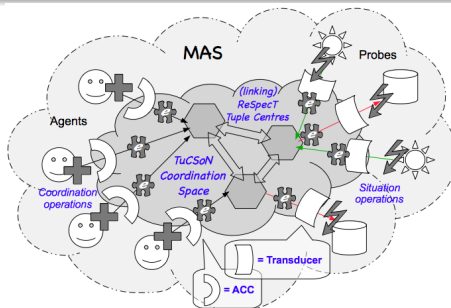 MAS
Probes
(linking)
ReSpecT
Tuple Centres
Agents
TuCSoN
Coordination
Space
Coordination
operations
Situation
operations
= Transducer
= ACC